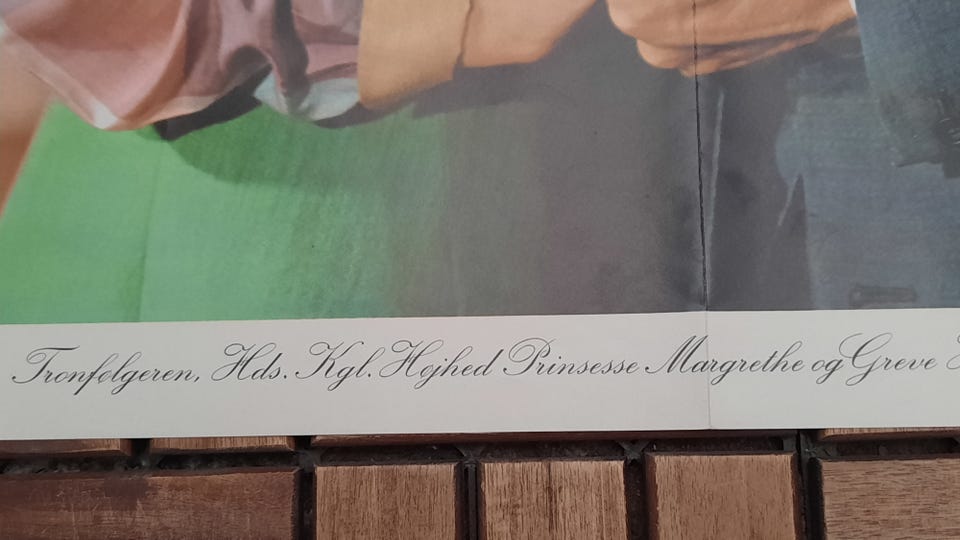 Tronfølgeren, Hds. Kgl. Højhed Prinsesse Margrethe og Greve